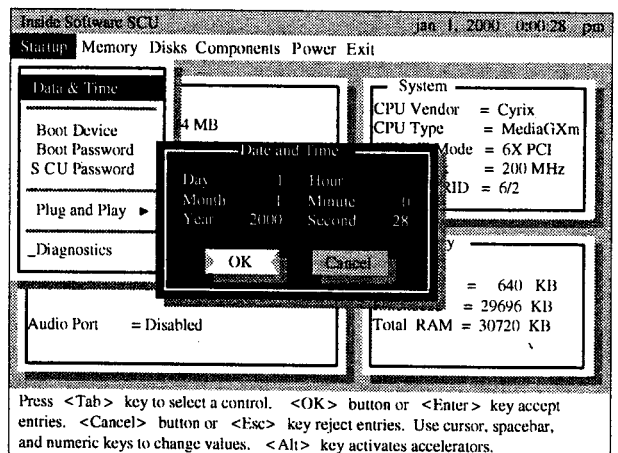 Inside Software SCU jan 1, 2000 0:00:28 pm
Startup Memory Disks Components Power Exit
Data & Time
Boot Device
Boot Password
S CU Password
Plug and Play ►
_Diagnostics
4 MB
Audio Port = Disabled
System
CPU Vendor = Cyrix
CPU Type = MediaGXm
Mode = 6X PCI
= 200 MHz
RID = 6/2
Date and Time
Day 1 Hour
Month 1 Minute 0
Year 2000 Second 28
OK Cancel
y
= 640 KB
= 29696 KB
Total RAM = 30720 KB
Press <Tab> key to select a control. <OK> button or <Enter> key accept
entries. <Cancel> button or <Esc> key reject entries. Use cursor, spacebar,
and numeric keys to change values. <Alt> key activates accelerators.